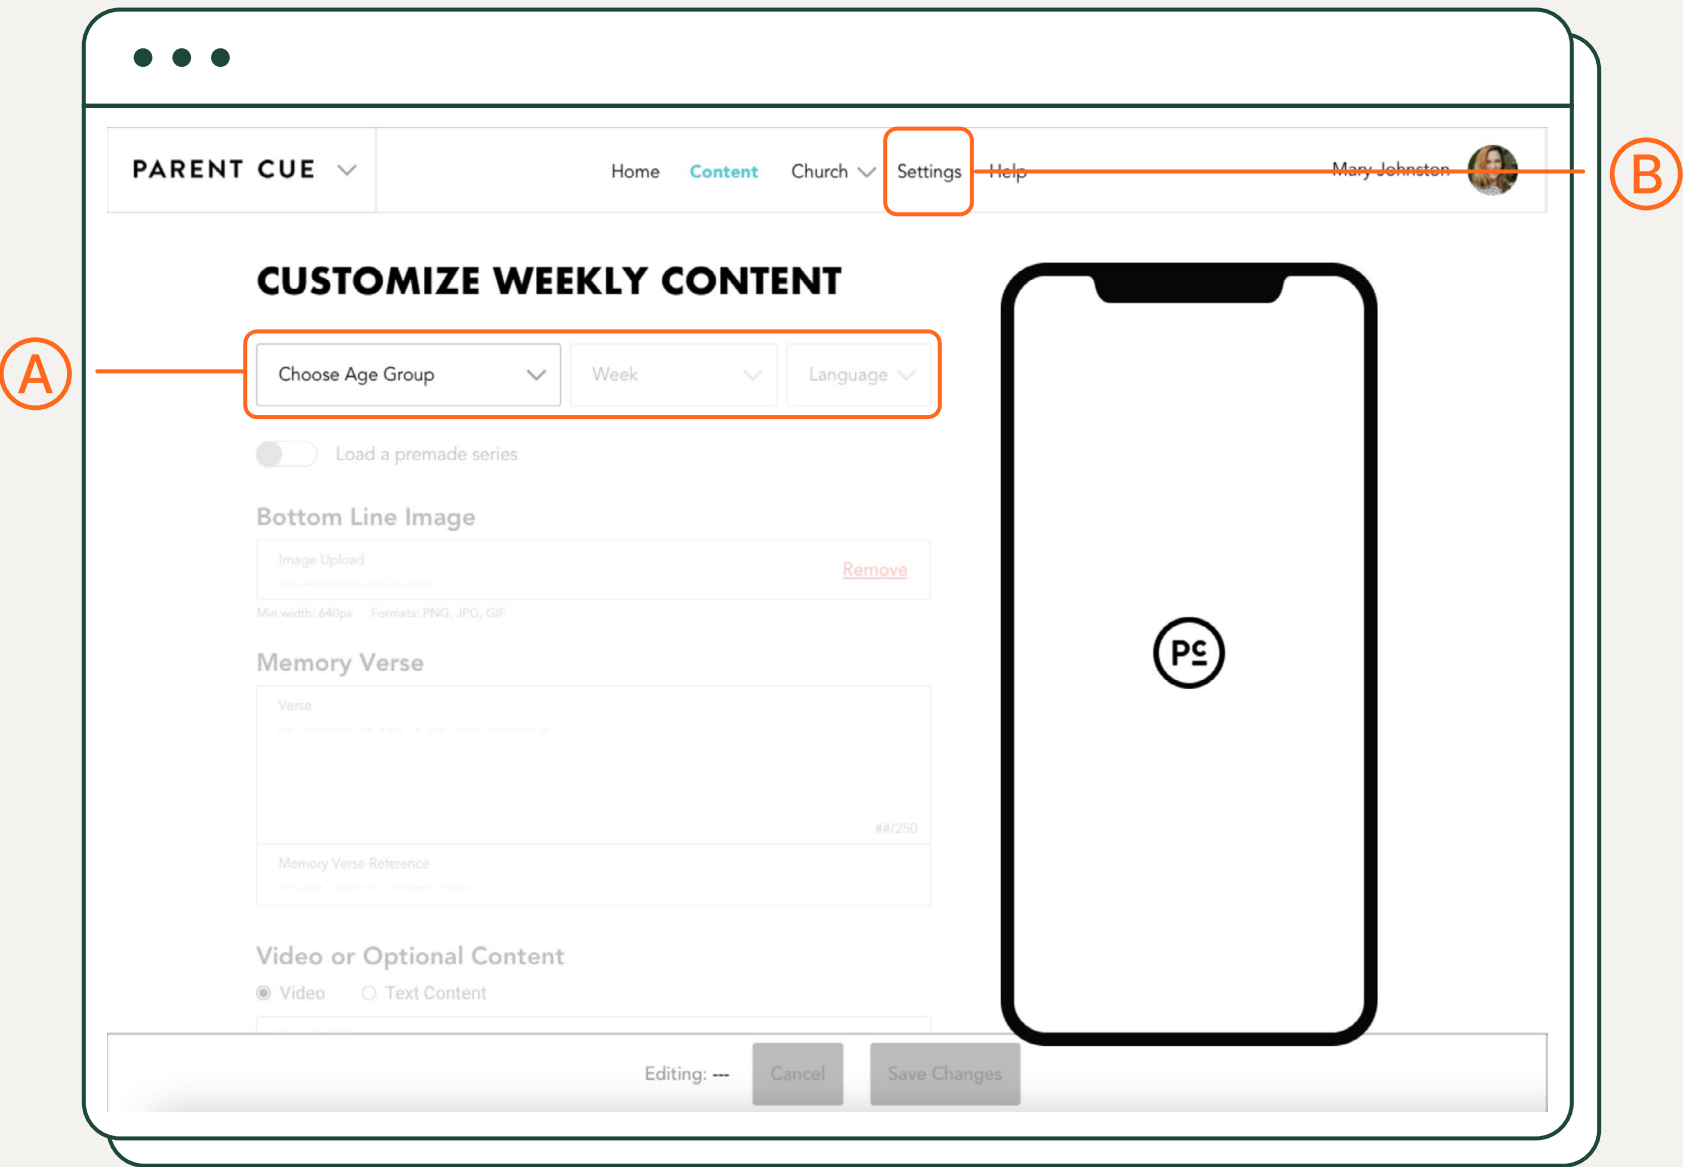 PARENT CUE
Home Content Church Settings Help Mary Johnston
B
CUSTOMIZE WEEKLY CONTENT
A
Choose Age Group Week Language
Load a premade series
Bottom Line Image
Image Upload
Remove
Min width: 640px Formats: PNG, JPG, GIF
Memory Verse
Verse
##/250
Memory Verse Reference
PC
Video or Optional Content
Video Text Content
Editing: --- Cancel Save Changes